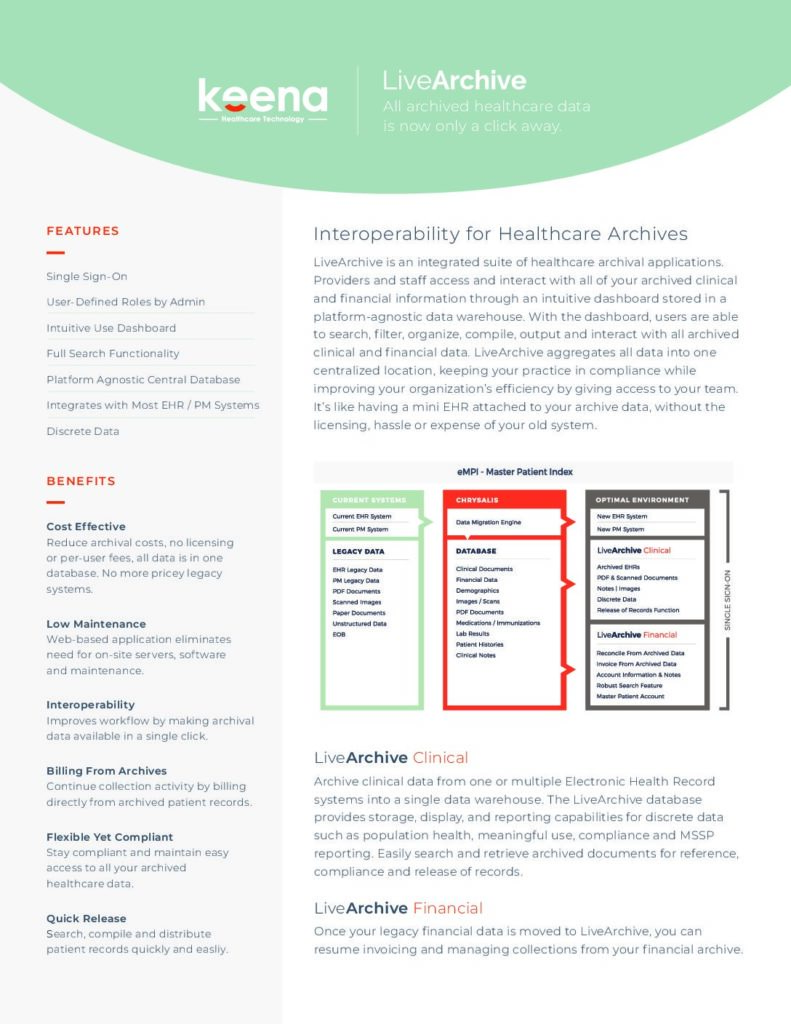 keena
Healthcare Technology
LiveArchive
All archived healthcare data
is now only a click away.
FEATURES
Single Sign-On
User-Defined Roles by Admin
Intuitive Use Dashboard
Full Search Functionality
Platform Agnostic Central Database
Integrates with Most EHR / PM Systems
Discrete Data
BENEFITS
Cost Effective
Reduce archival costs, no licensing
or per-user fees, all data is in one
database. No more pricey legacy
systems.
Low Maintenance
Web-based application eliminates
need for on-site servers, software
and maintenance.
Interoperability
Improves workflow by making archival
data available in a single click.
Billing From Archives
Continue collection activity by billing
directly from archived patient records.
Flexible Yet Compliant
Stay compliant and maintain easy
access to all your archived
healthcare data.
Quick Release
Search, compile and distribute
patient records quickly and easliy.
Interoperability for Healthcare Archives
LiveArchive is an integrated suite of healthcare archival applications.
Providers and staff access and interact with all of your archived clinical
and financial information through an intuitive dashboard stored in a
platform-agnostic data warehouse. With the dashboard, users are able
to search, filter, organize, compile, output and interact with all archived
clinical and financial data. LiveArchive aggregates all data into one
centralized location, keeping your practice in compliance while
improving your organization's efficiency by giving access to your team.
It's like having a mini EHR attached to your archive data, without the
licensing, hassle or expense of your old system.
eMPI - Master Patient Index
CURRENT SYSTEMS
Current EHR System
Current PM System
LEGACY DATA
EHR Legacy Data
PM Legacy Data
PDF Documents
Scanned Images
Paper Documents
Unstructured Data
EOB
CHRYSALIS
Data Migration Engine
DATABASE
Clinical Documents
Financial Data
Demographics
Images / Scans
PDF Documents
Medications / Immunizations
Lab Results
Patient Histories
Clinical Notes
OPTIMAL ENVIRONMENT
New EHR System
New PM System
LiveArchive Clinical
Archived EHRs
PDF & Scanned Documents
Notes | Images
Discrete Data
Release of Records Function
LiveArchive Financial
Reconcile From Archived Data
Invoice From Archived Data
Account Information & Notes
Robust Search Feature
Master Patient Account
SINGLE SIGN-ON
LiveArchive Clinical
Archive clinical data from one or multiple Electronic Health Record
systems into a single data warehouse. The LiveArchive database
provides storage, display, and reporting capabilities for discrete data
such as population health, meaningful use, compliance and MSSP
reporting. Easily search and retrieve archived documents for reference,
compliance and release of records.
LiveArchive Financial
Once your legacy financial data is moved to LiveArchive, you can
resume invoicing and managing collections from your financial archive.